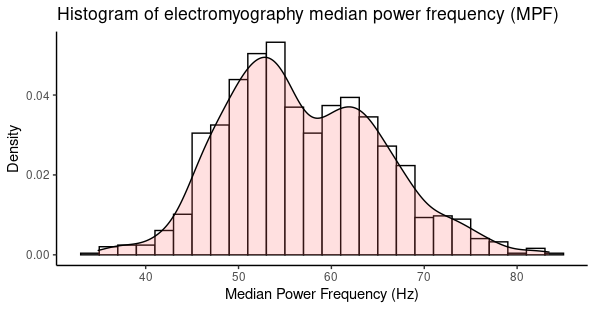 Histogram of electromyography median power frequency (MPF)
Density
0.04
0.02
0.00
40 50 60 70 80
Median Power Frequency (Hz)